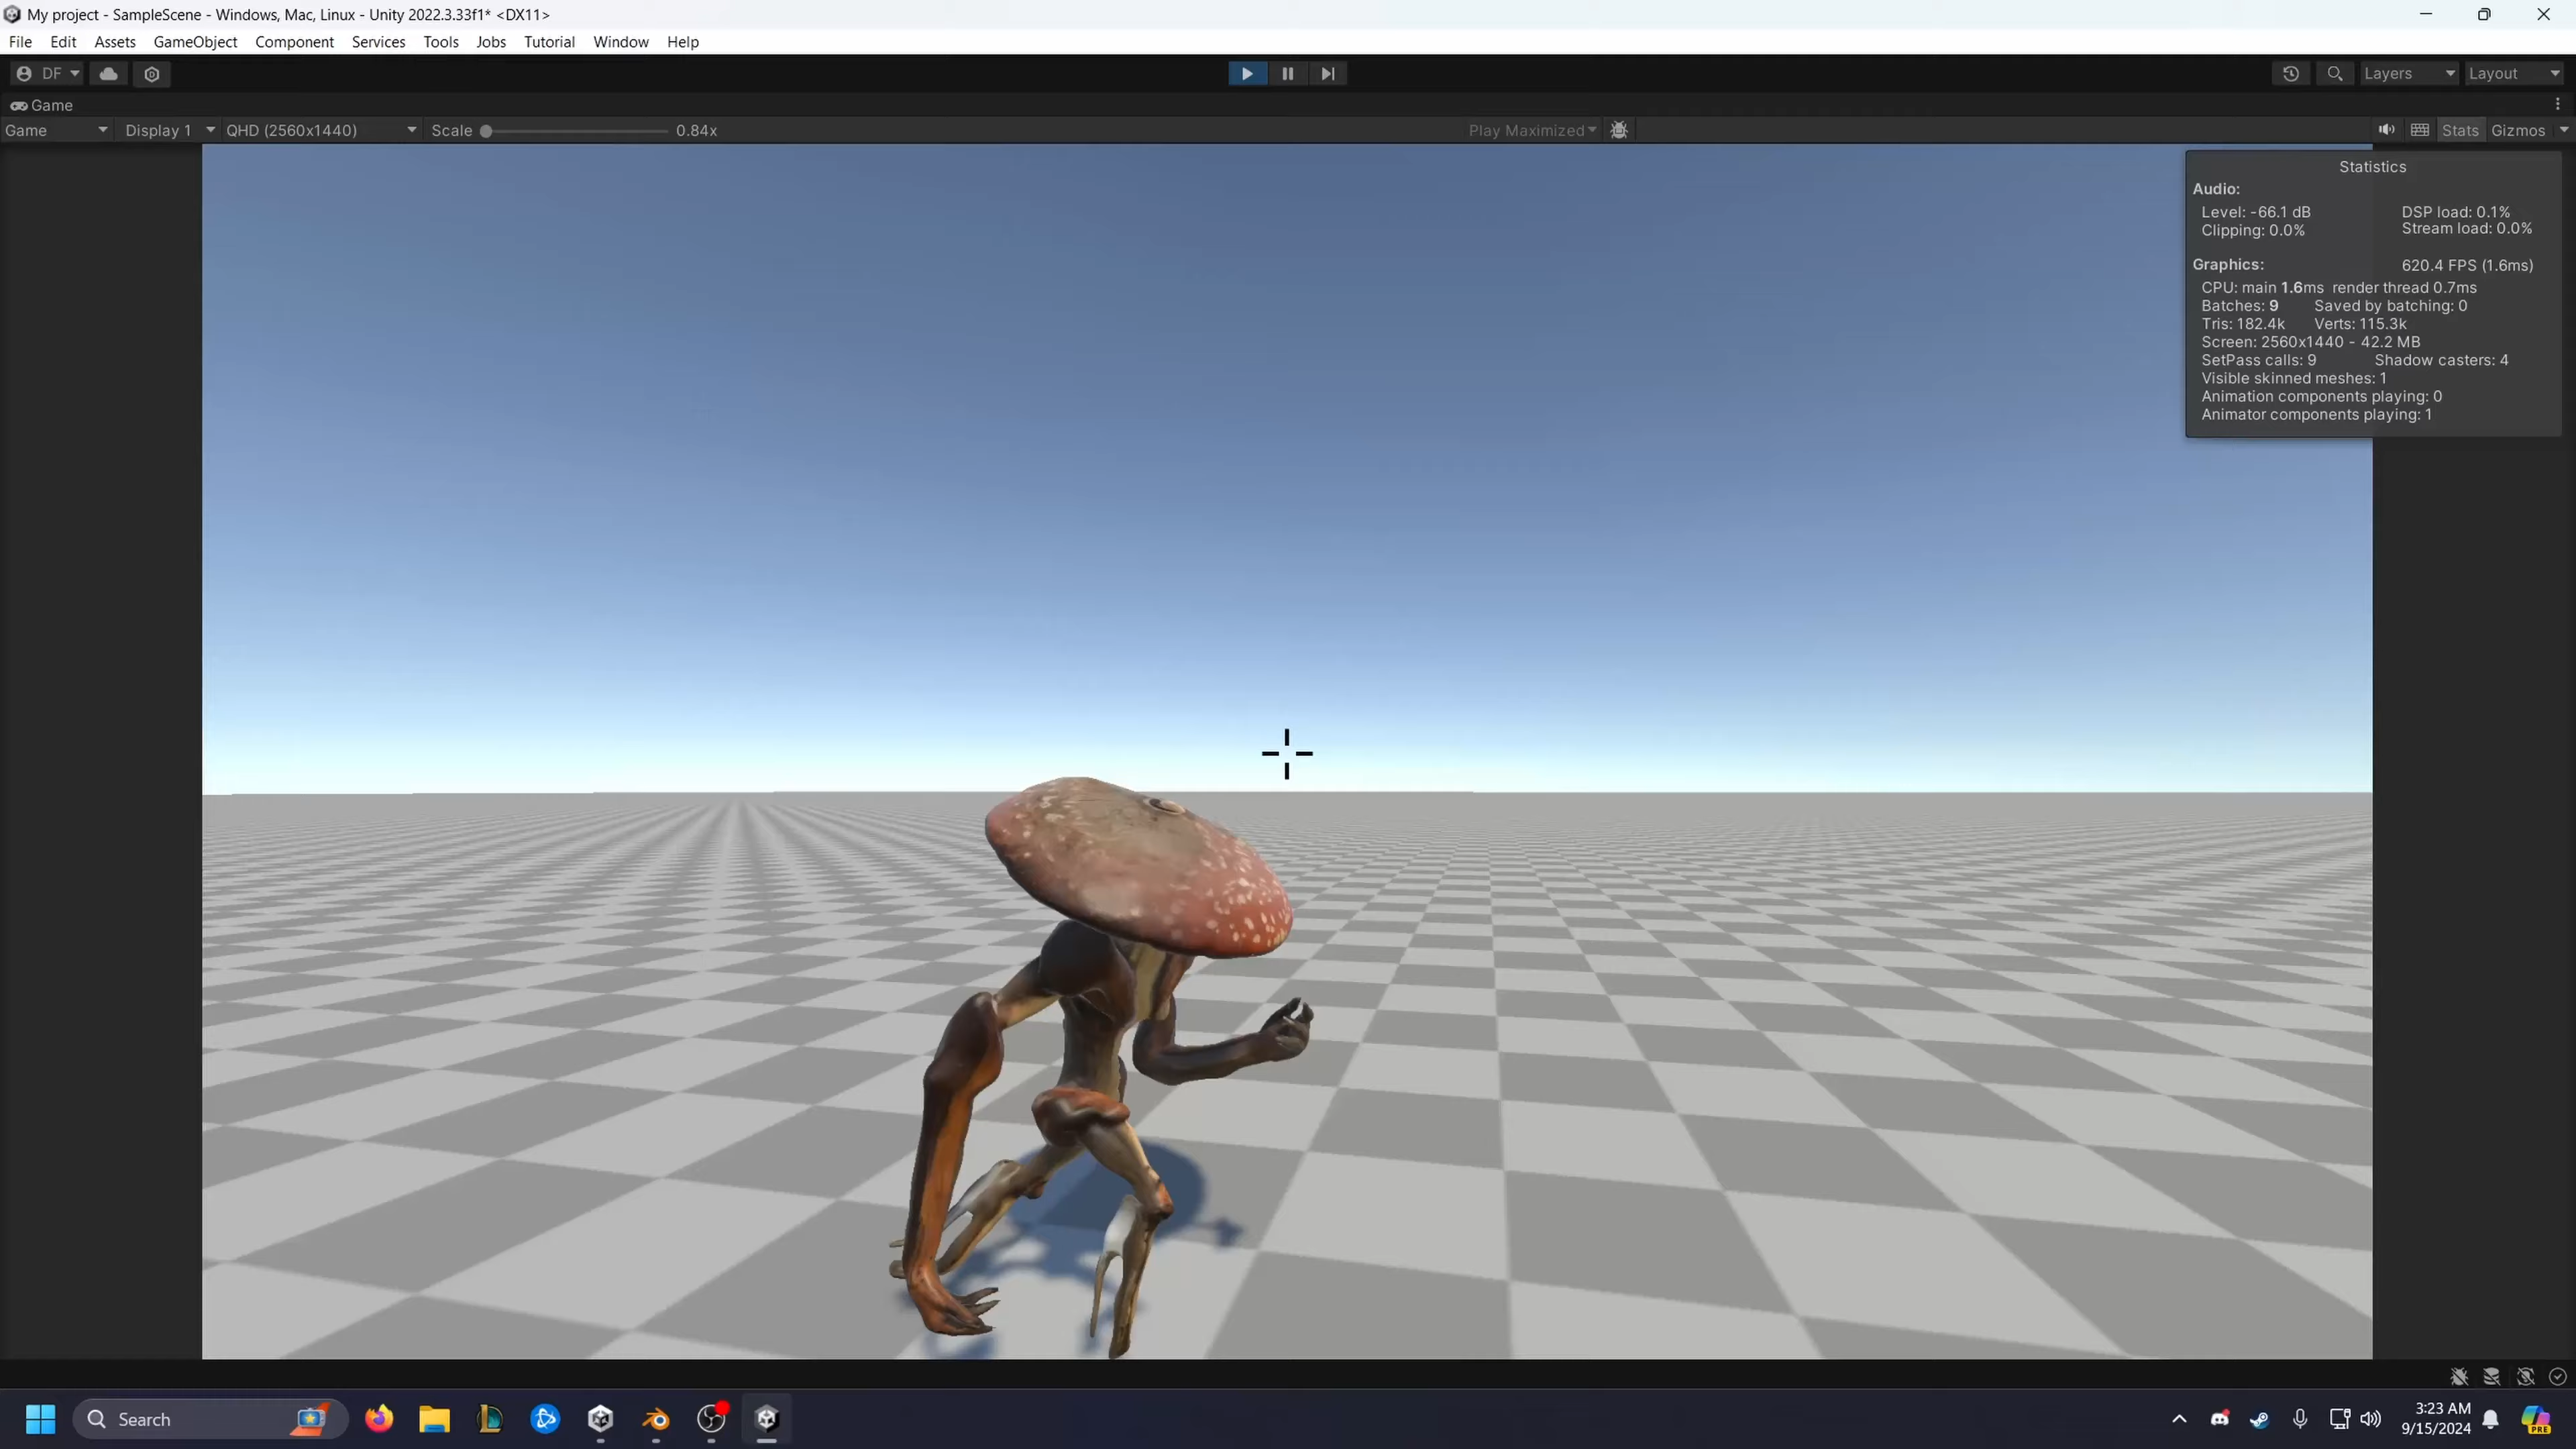 My project - SampleScene - Windows, Mac, Linux - Unity 2022.3.33f1* <DX11>
File Edit Assets GameObject Component Services Tools Jobs Tutorial Window Help
DF Layers Layout
Game
Game Display 1 QHD (2560x1440) Scale 0.84x Play Maximized Stats Gizmos
Statistics
Audio:
Level: -66.1 dB DSP load: 0.1%
Clipping: 0.0% Stream load: 0.0%
Graphics: 620.4 FPS (1.6ms)
CPU: main 1.6ms render thread 0.7ms
Batches: 9 Saved by batching: 0
Tris: 182.4k Verts: 115.3k
Screen: 2560x1440 - 42.2 MB
SetPass calls: 9 Shadow casters: 4
Visible skinned meshes: 1
Animation components playing: 0
Animator components playing: 1
Search 3:23 AM
9/15/2024
PRE